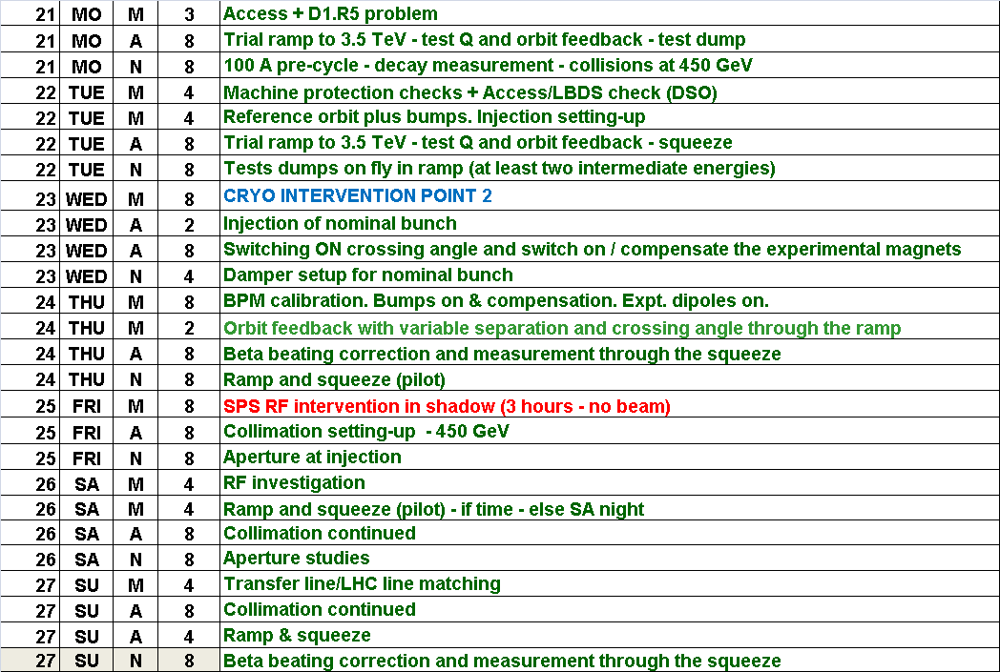 21 MO M 3 Access + D1.R5 problem
21 MO A 8 Trial ramp to 3.5 TeV - test Q and orbit feedback - test dump
21 MO N 8 100 A pre-cycle - decay measurement - collisions at 450 GeV
22 TUE M 4 Machine protection checks + Access/LBDS check (DSO)
22 TUE M 4 Reference orbit plus bumps. Injection setting-up
22 TUE A 8 Trial ramp to 3.5 TeV - test Q and orbit feedback - squeeze
22 TUE N 8 Tests dumps on fly in ramp (at least two intermediate energies)
23 WED M 8 CRYO INTERVENTION POINT 2
23 WED A 2 Injection of nominal bunch
23 WED A 8 Switching ON crossing angle and switch on / compensate the experimental magnets
23 WED N 4 Damper setup for nominal bunch
24 THU M 8 BPM calibration. Bumps on & compensation. Expt. dipoles on.
24 THU M 2 Orbit feedback with variable separation and crossing angle through the ramp
24 THU A 8 Beta beating correction and measurement through the squeeze
24 THU N 8 Ramp and squeeze (pilot)
25 FRI M 8 SPS RF intervention in shadow (3 hours - no beam)
25 FRI A 8 Collimation setting-up  - 450 GeV
25 FRI N 8 Aperture at injection
26 SA M 4 RF investigation
26 SA M 4 Ramp and squeeze (pilot) - if time - else SA night
26 SA A 8 Collimation continued
26 SA N 8 Aperture studies
27 SU M 4 Transfer line/LHC line matching
27 SU A 8 Collimation continued
27 SU A 4 Ramp & squeeze
27 SU N 8 Beta beating correction and measurement through the squeeze